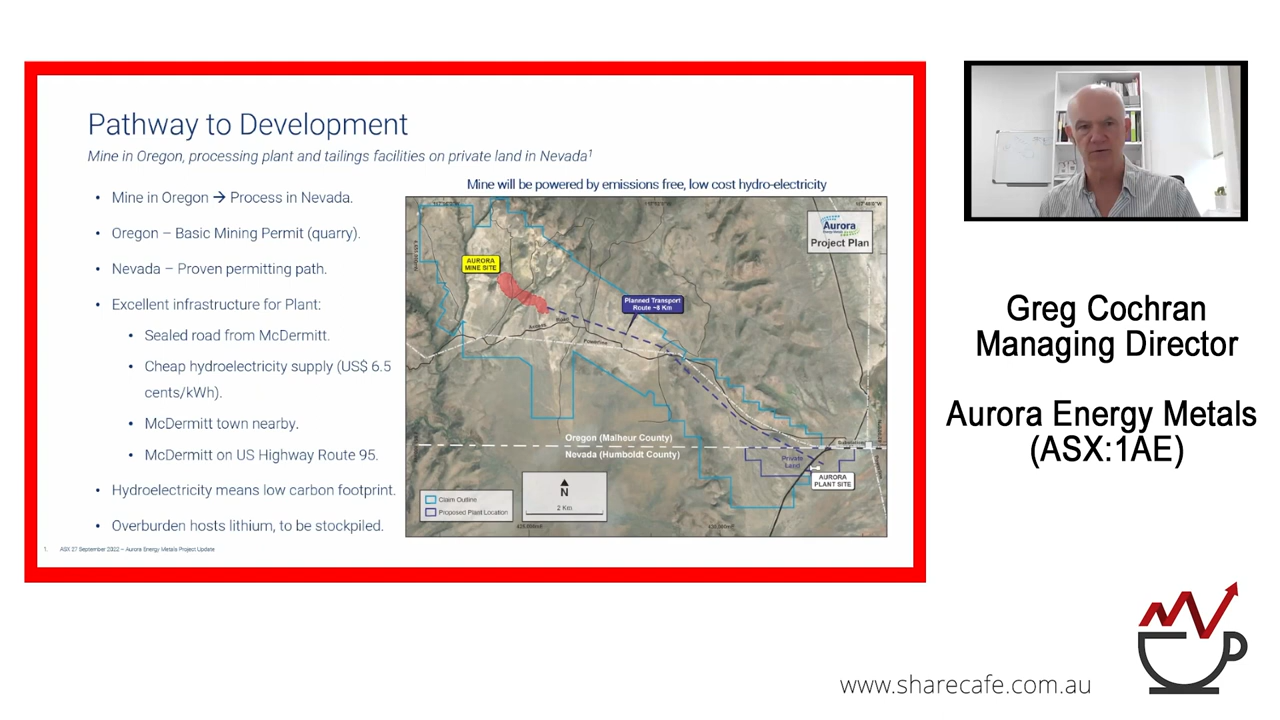 Pathway to Development
Mine in Oregon, processing plant and tailings facilities on private land in Nevada¹
• Mine in Oregon → Process in Nevada.
• Oregon – Basic Mining Permit (quarry).
• Nevada – Proven permitting path.
• Excellent infrastructure for Plant:
• Sealed road from McDermitt.
• Cheap hydroelectricity supply (US$ 6.5
cents/kWh).
• McDermitt town nearby.
• McDermitt on US Highway Route 95.
• Hydroelectricity means low carbon footprint.
• Overburden hosts lithium, to be stockpiled.
1. ASX 27 September 2022 – Aurora Energy Metals Project Update
Mine will be powered by emissions free, low cost hydro-electricity
Aurora
Energy Metals
Project Plan
AURORA
MINE SITE
Planned Transport
Route ~8 Km
Road
Powerline
Oregon (Malheur County)
Nevada (Humboldt County)
Private
Land
AURORA
PLANT SITE
Claim Outline
Proposed Plant Location
N
2 Km
Greg Cochran
Managing Director
Aurora Energy Metals
(ASX:1AE)
www.sharecafe.com.au